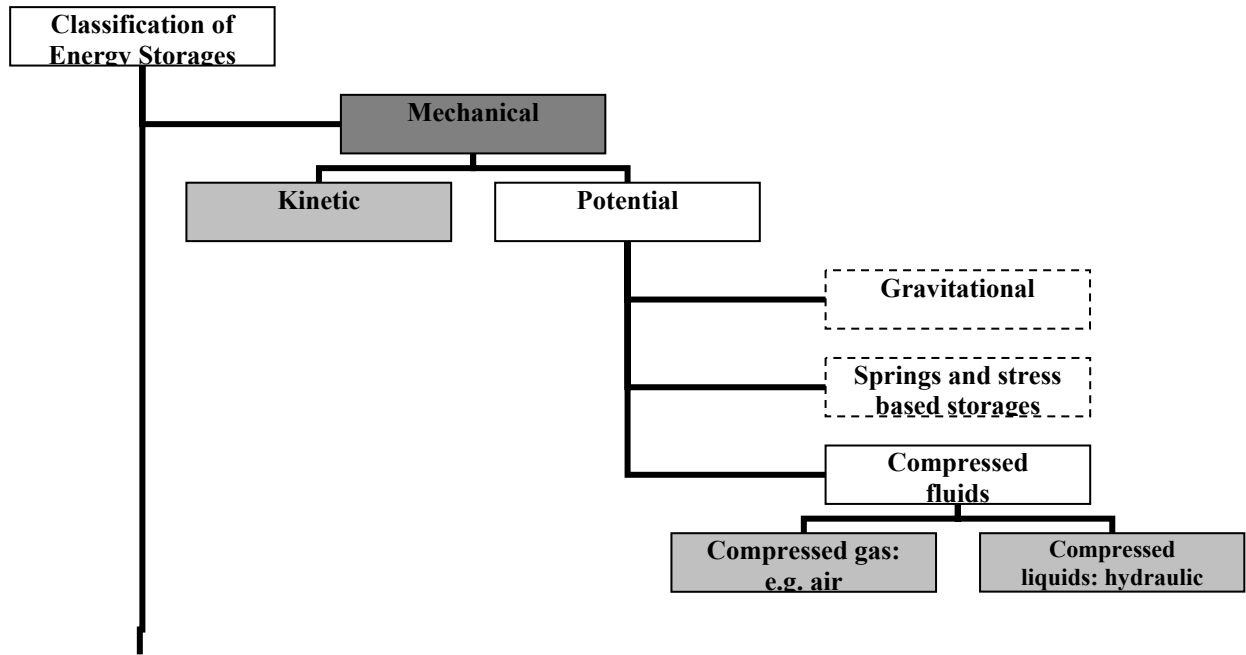 Classification of
Energy Storages
Mechanical
Kinetic
Potential
Gravitational
Springs and stress
based storages
Compressed
fluids
Compressed gas:
e.g. air
Compressed
liquids: hydraulic